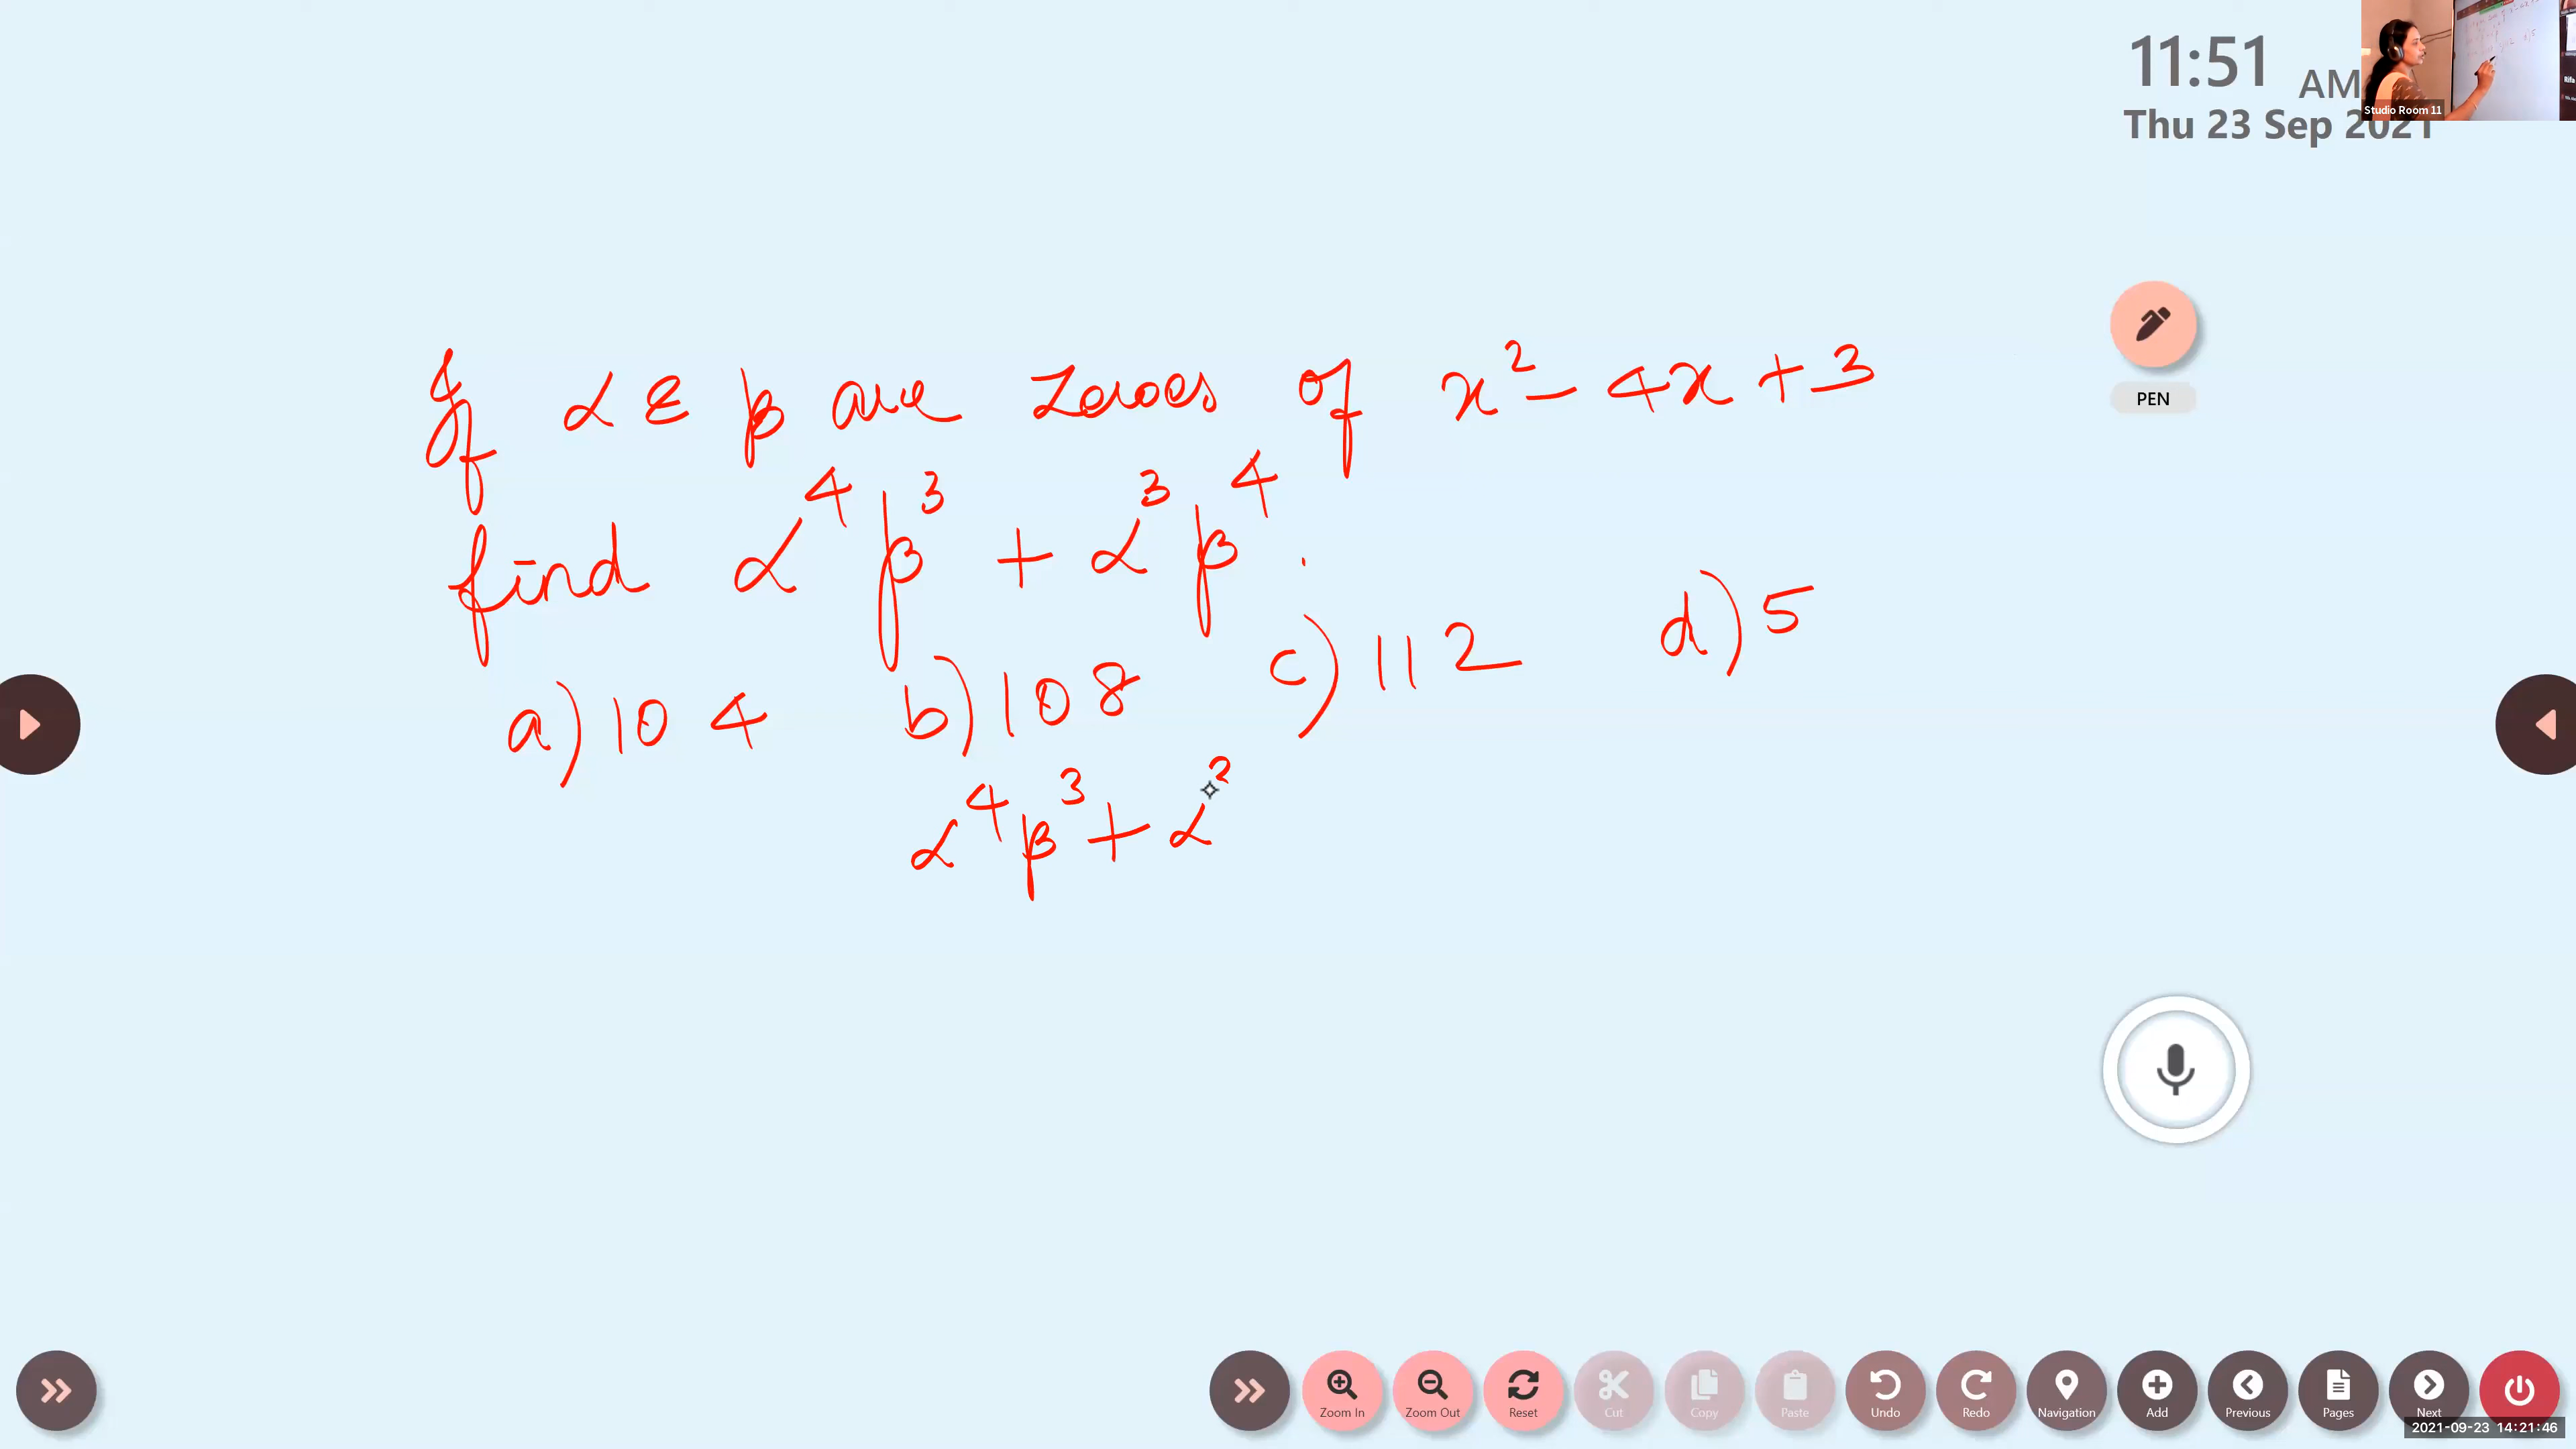 11:51 AM
Thu 23 Sep 2021
Studio Room 11
If α & β are zeroes of x² - 4x + 3
find α⁴β³ + α³β⁴.
a) 104 b) 108 c) 112 d) 5
α⁴β³ + α²
PEN
Zoom In Zoom Out Reset Cut Copy Paste Undo Redo Navigation Add Previous Pages Next
2021-09-23 14:21:46